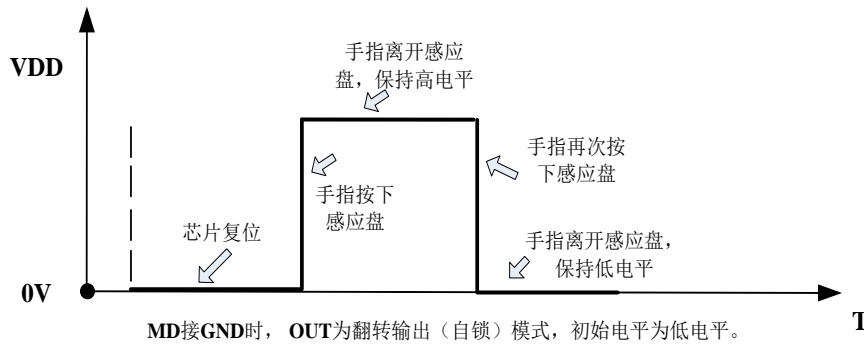 VDD
手指离开感应
盘，保持高电平
手指再次按
下感应盘
手指按下
感应盘
芯片复位
手指离开感应盘，
保持低电平
0V
T
MD接GND时， OUT为翻转输出（自锁）模式，初始电平为低电平。